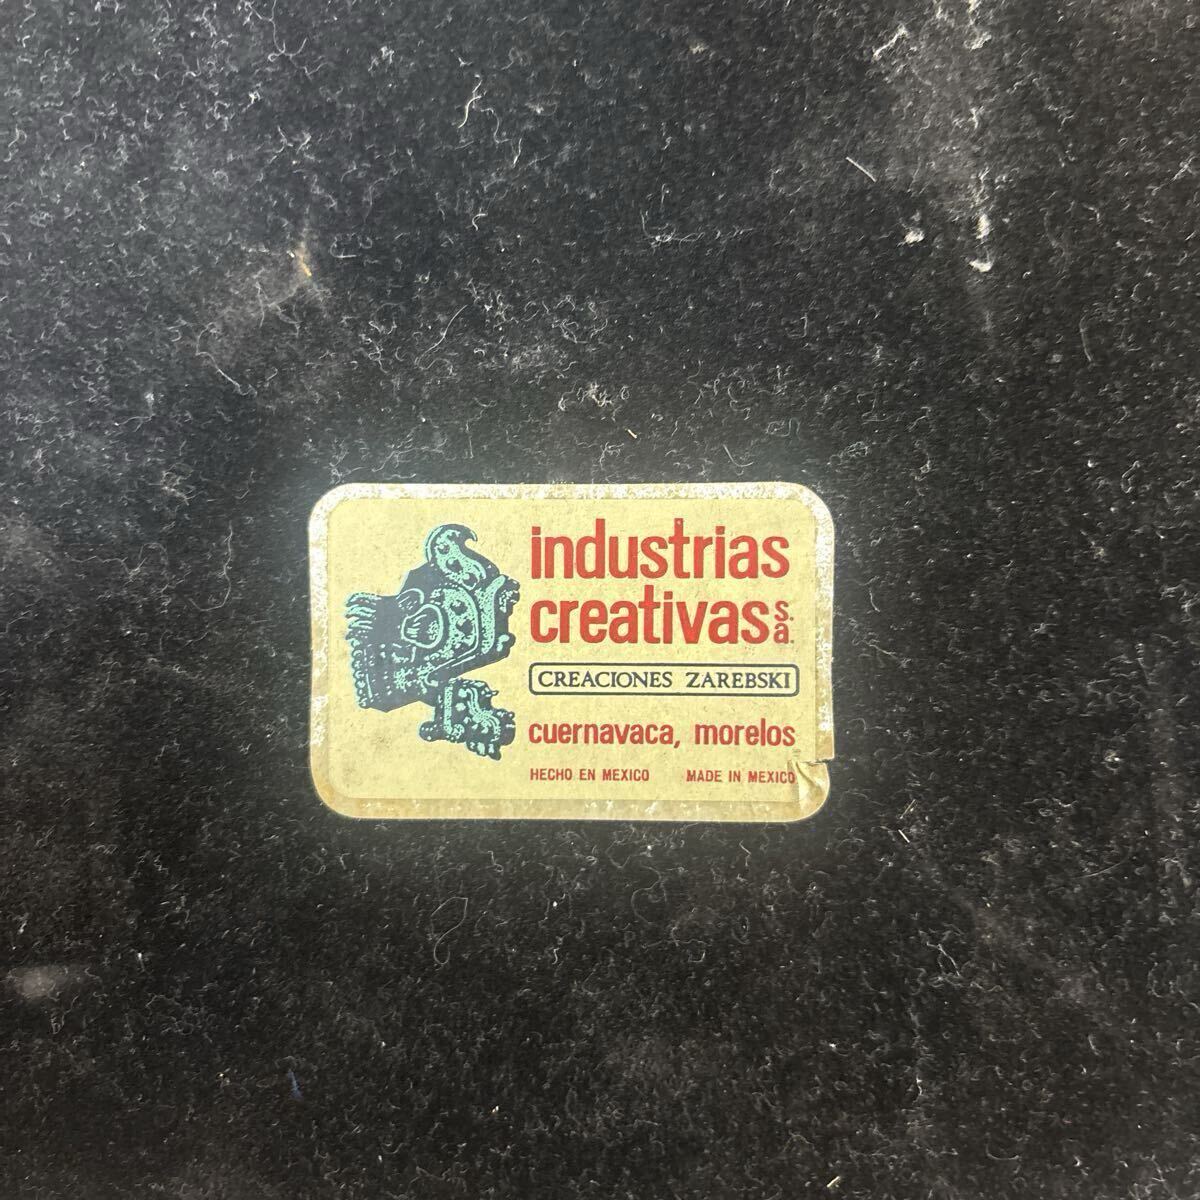 industrias
creativas s.a.
CREACIONES ZAREBSKI
cuernavaca, morelos
HECHO EN MEXICO MADE IN MEXICO